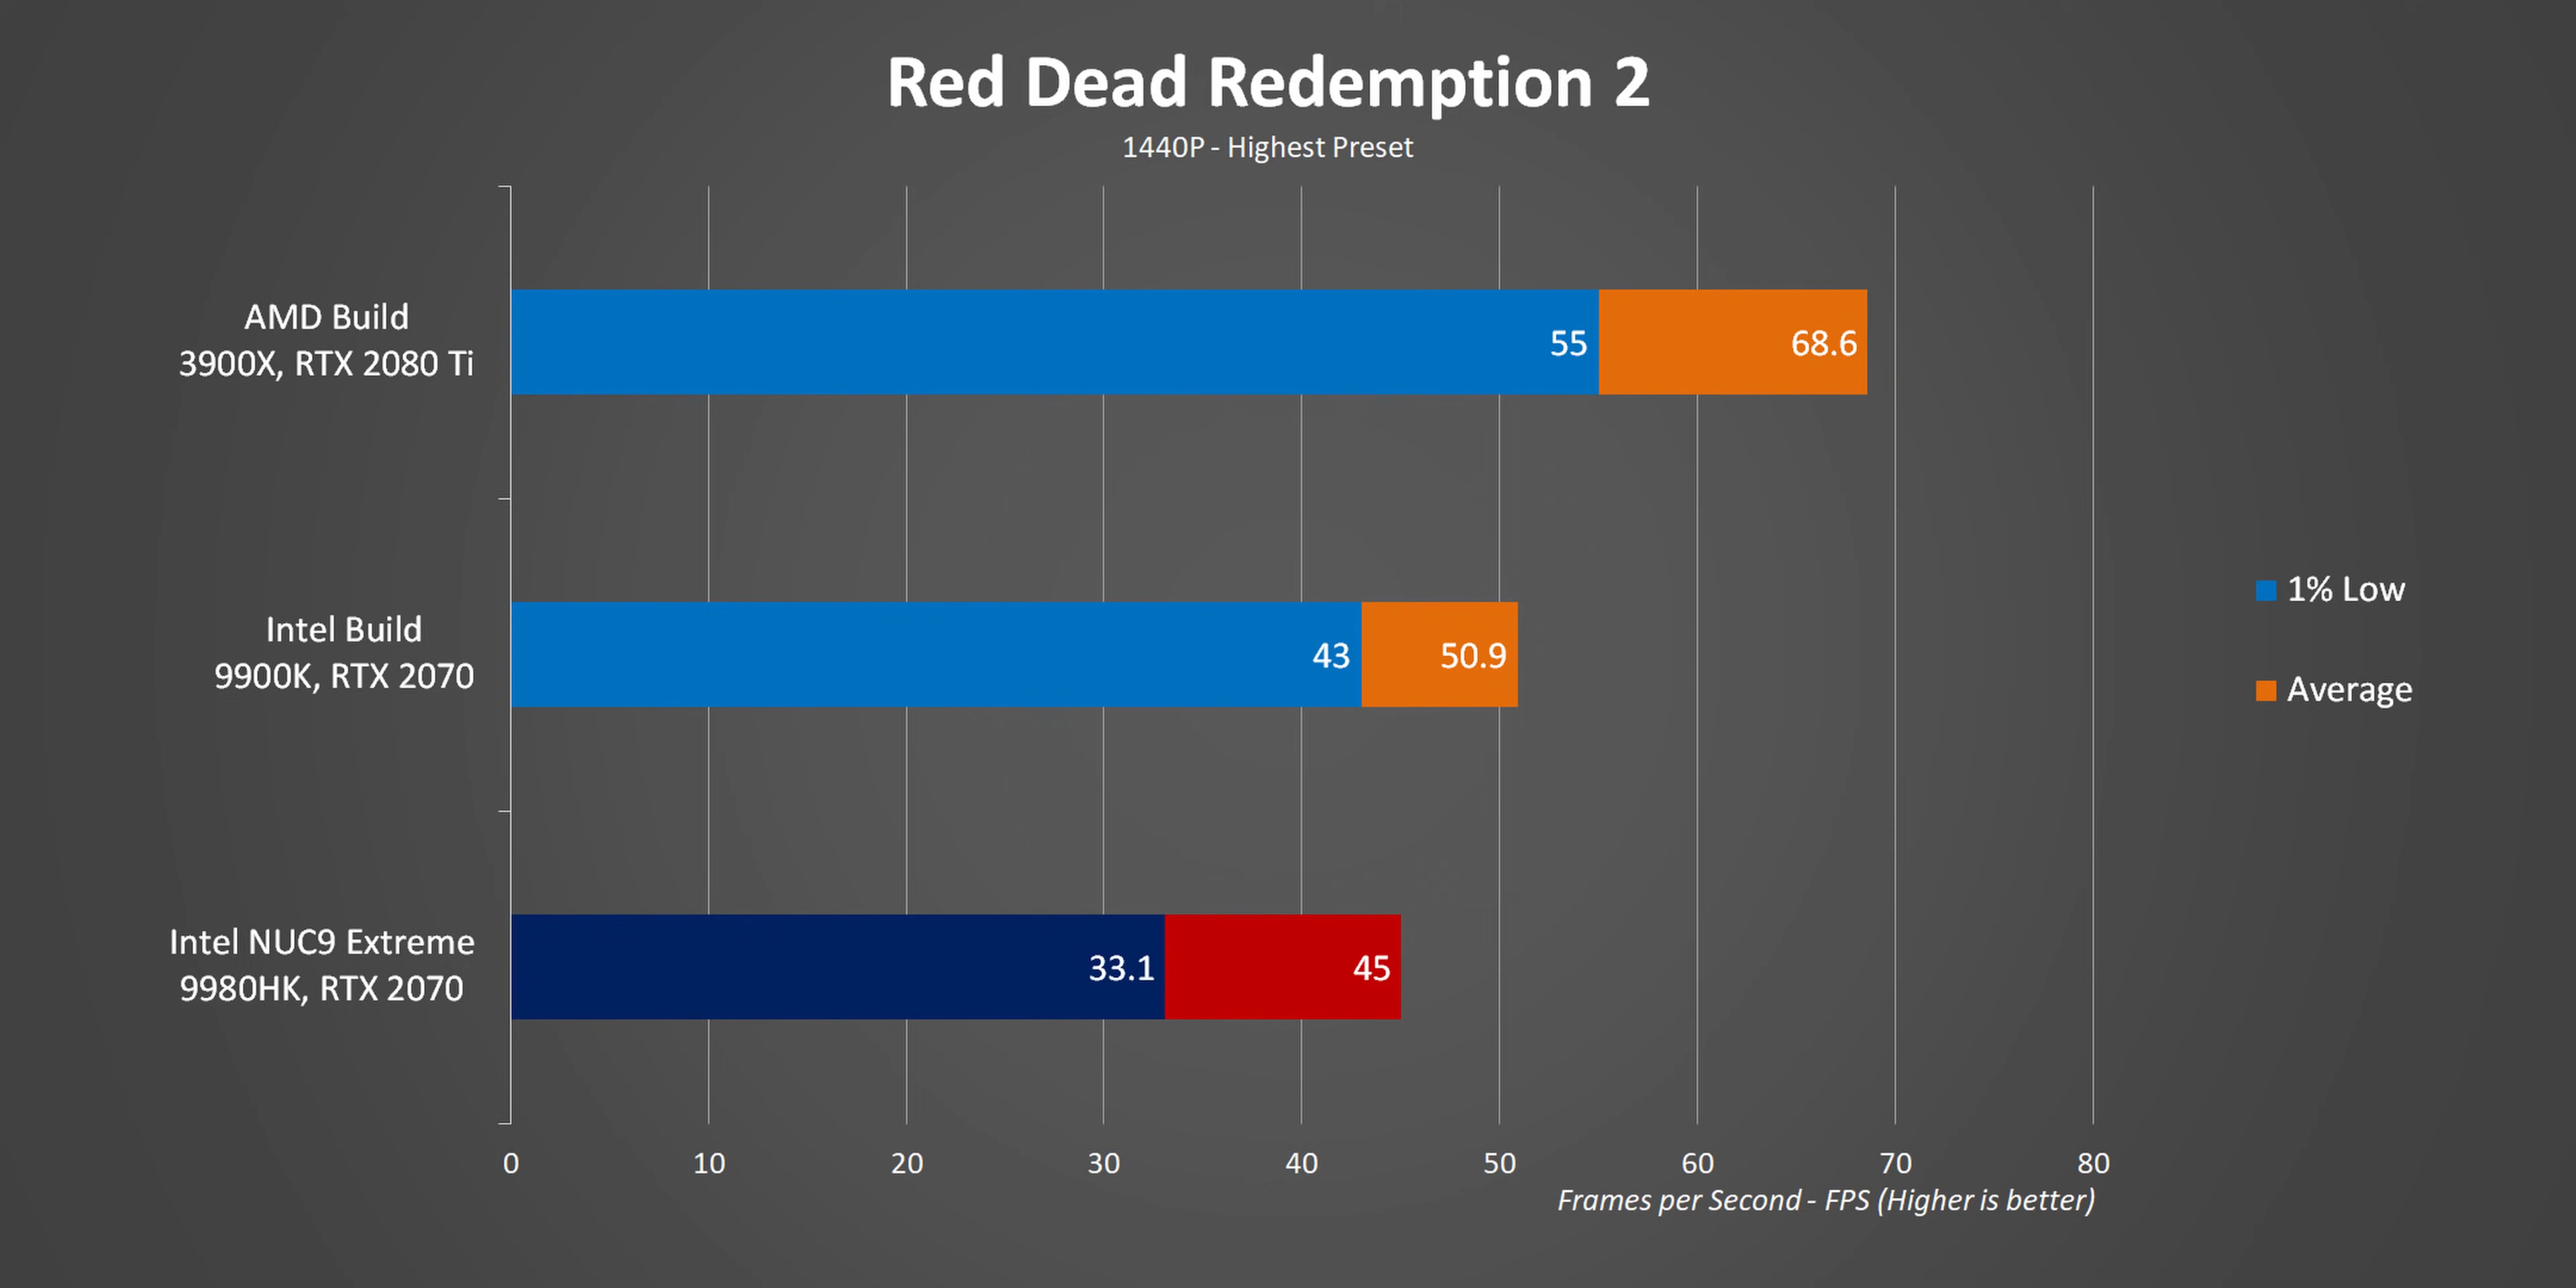 Red Dead Redemption 2
1440P - Highest Preset
AMD Build
3900X, RTX 2080 Ti
55
68.6
Intel Build
9900K, RTX 2070
43
50.9
Intel NUC9 Extreme
9980HK, RTX 2070
33.1
45
1% Low
Average
0
10
20
30
40
50
60
70
80
Frames per Second - FPS (Higher is better)